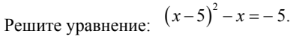 Решите уравнение: (x−5)² − x = − 5.